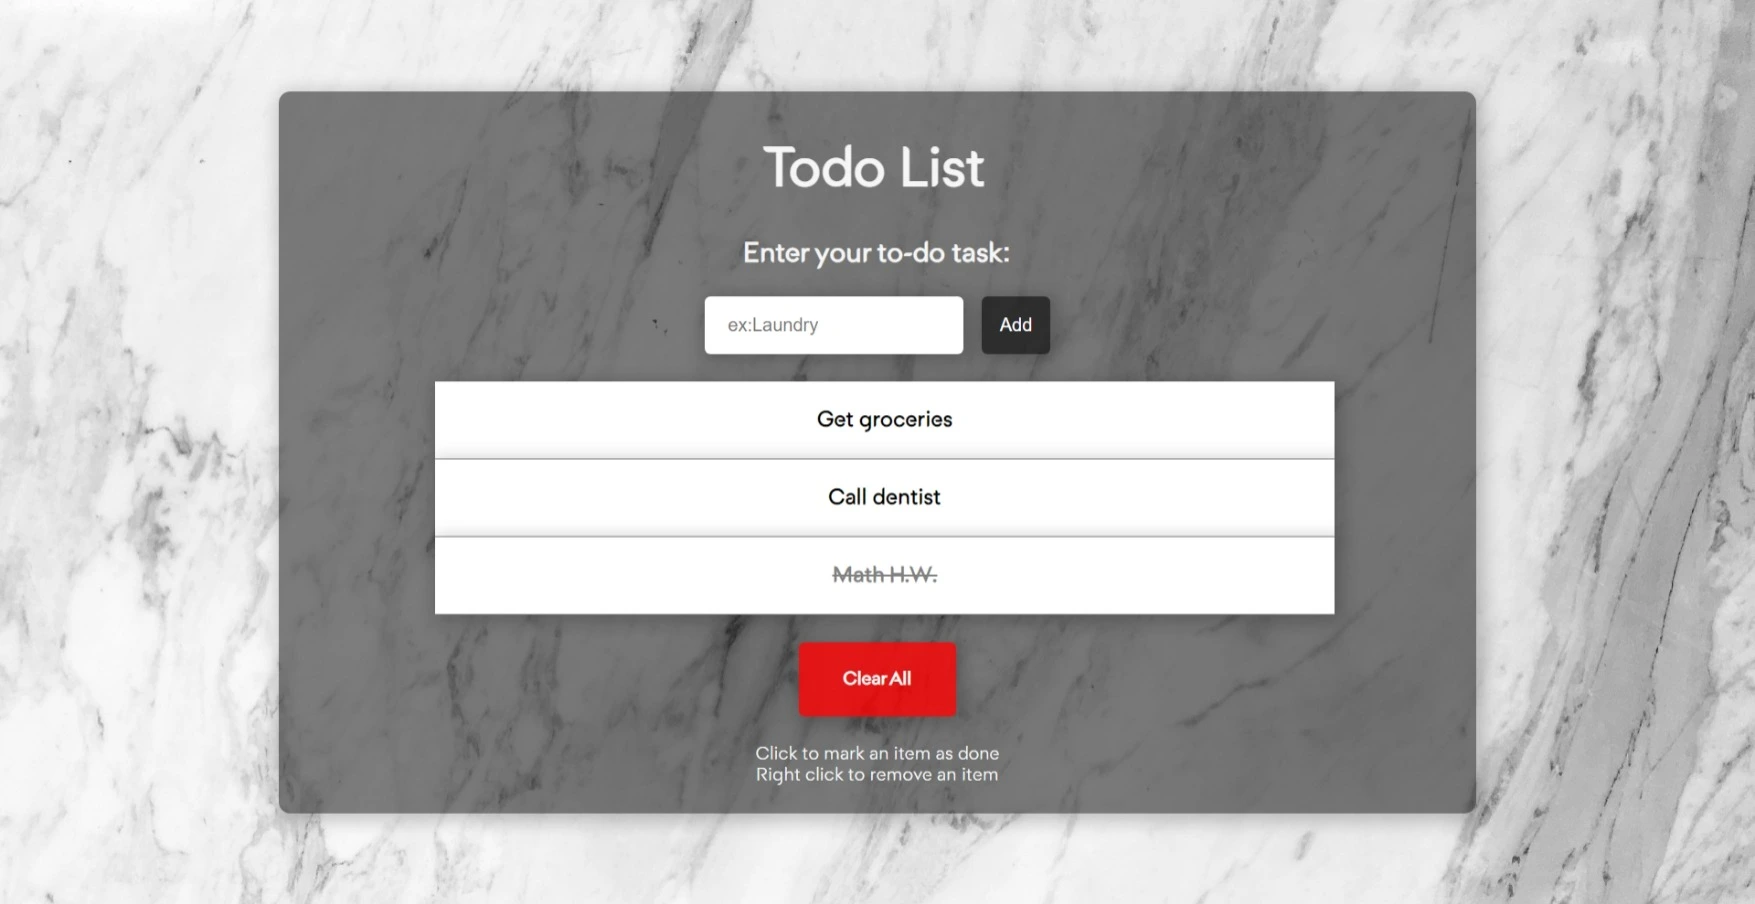 Todo List
Enter your to-do task:
ex:Laundry
Add
Get groceries
Call dentist
Math H.W.
Clear All
Click to mark an item as done
Right click to remove an item